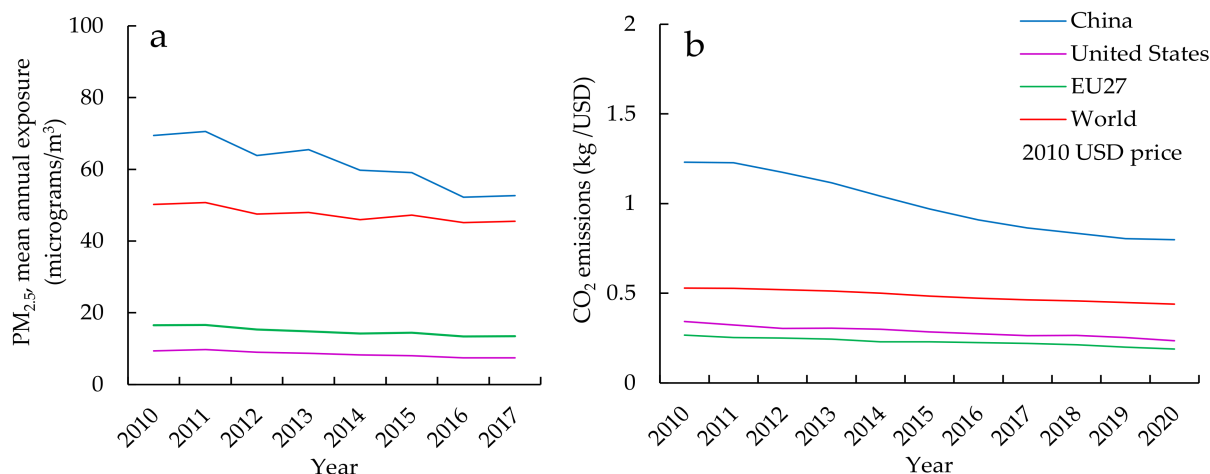 a
PM2.5, mean annual exposure
(micrograms/m3)
100
80
60
40
20
0
2010
2011
2012
2013
2014
2015
2016
2017
Year
b
CO2 emissions (kg /USD)
2
1.5
1
0.5
0
China
United States
EU27
World
2010 USD price
2010
2011
2012
2013
2014
2015
2016
2017
2018
2019
2020
Year